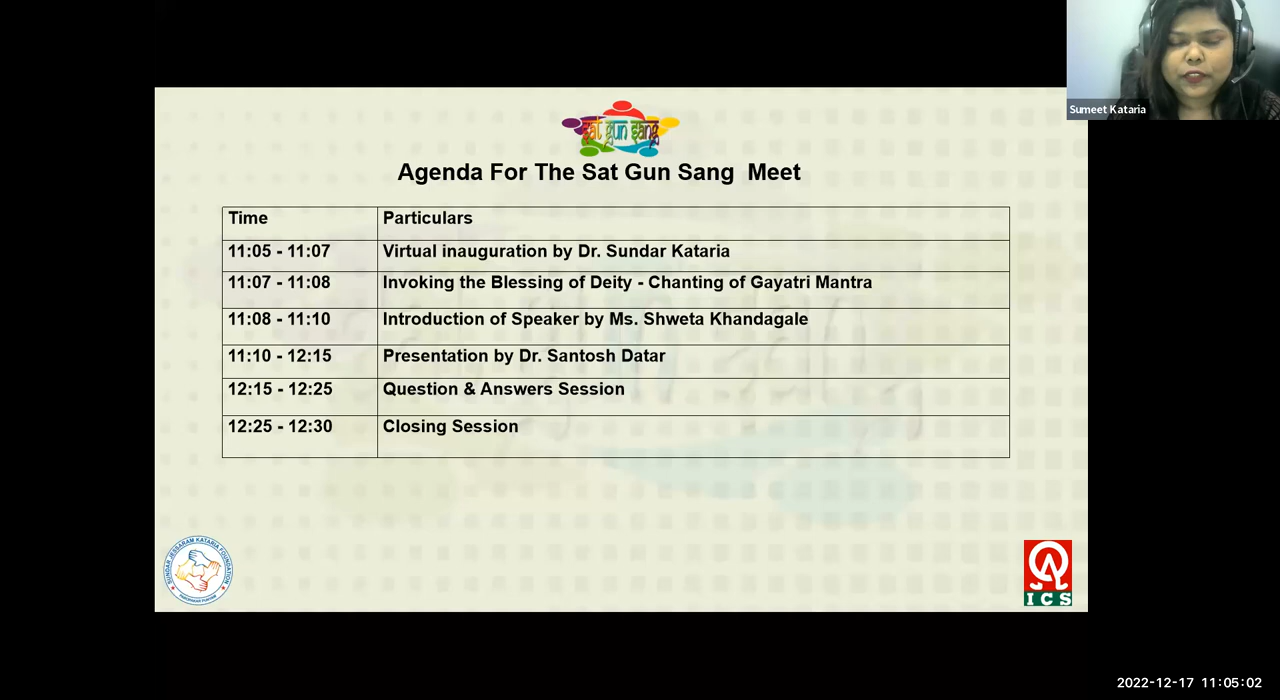 Sumeet Kataria
sat gun sang
Agenda For The Sat Gun Sang Meet
Time Particulars
11:05 - 11:07 Virtual inauguration by Dr. Sundar Kataria
11:07 - 11:08 Invoking the Blessing of Deity - Chanting of Gayatri Mantra
11:08 - 11:10 Introduction of Speaker by Ms. Shweta Khandagale
11:10 - 12:15 Presentation by Dr. Santosh Datar
12:15 - 12:25 Question & Answers Session
12:25 - 12:30 Closing Session
SUNDAR JESSARAM KATARIA FOUNDATION
ICS
2022-12-17 11:05:02